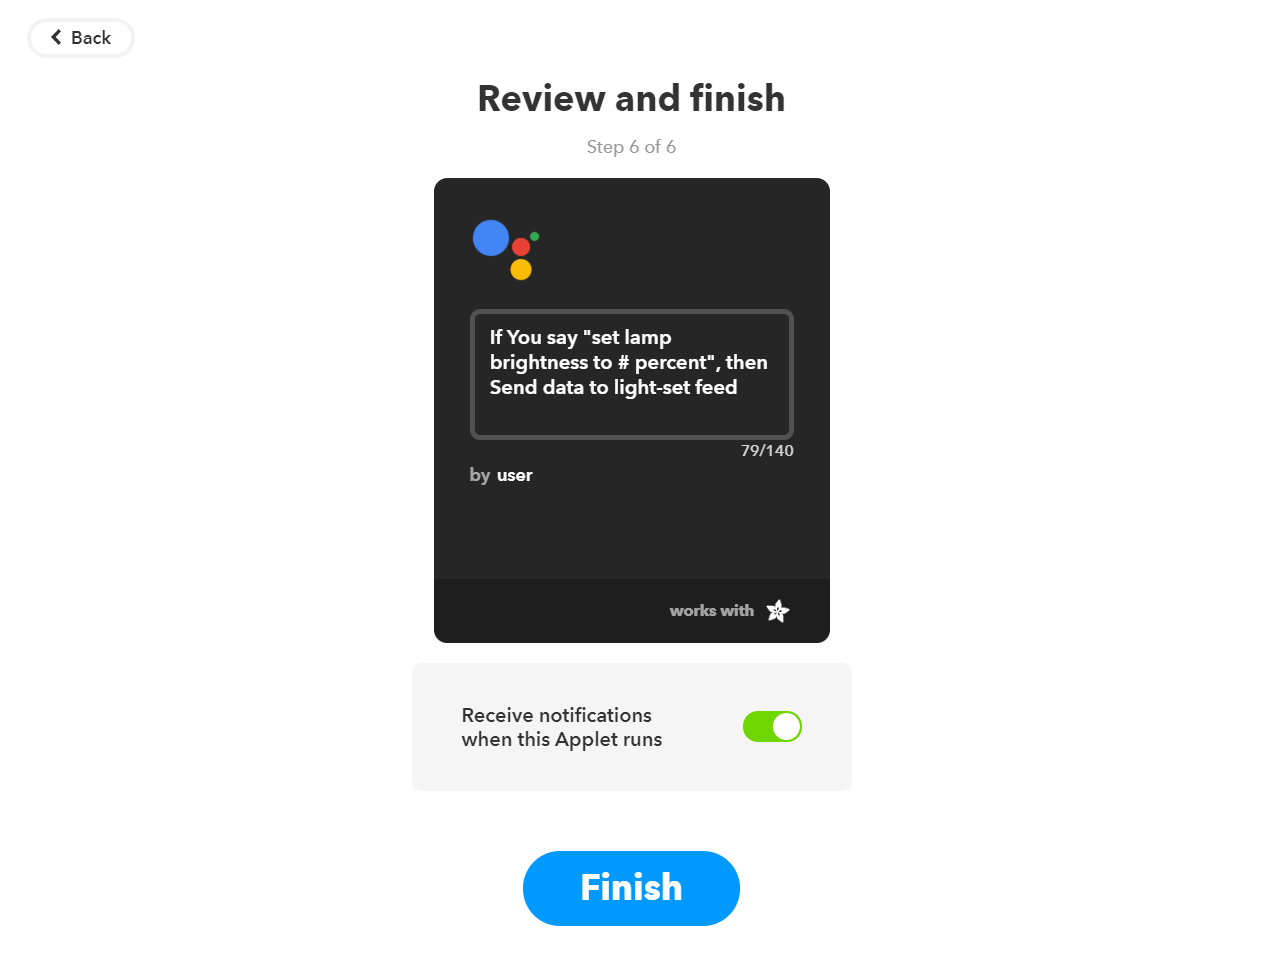 Back
Review and finish
Step 6 of 6
If You say "set lamp
brightness to # percent", then
Send data to light-set feed
79/140
by user
works with
Receive notifications
when this Applet runs
Finish